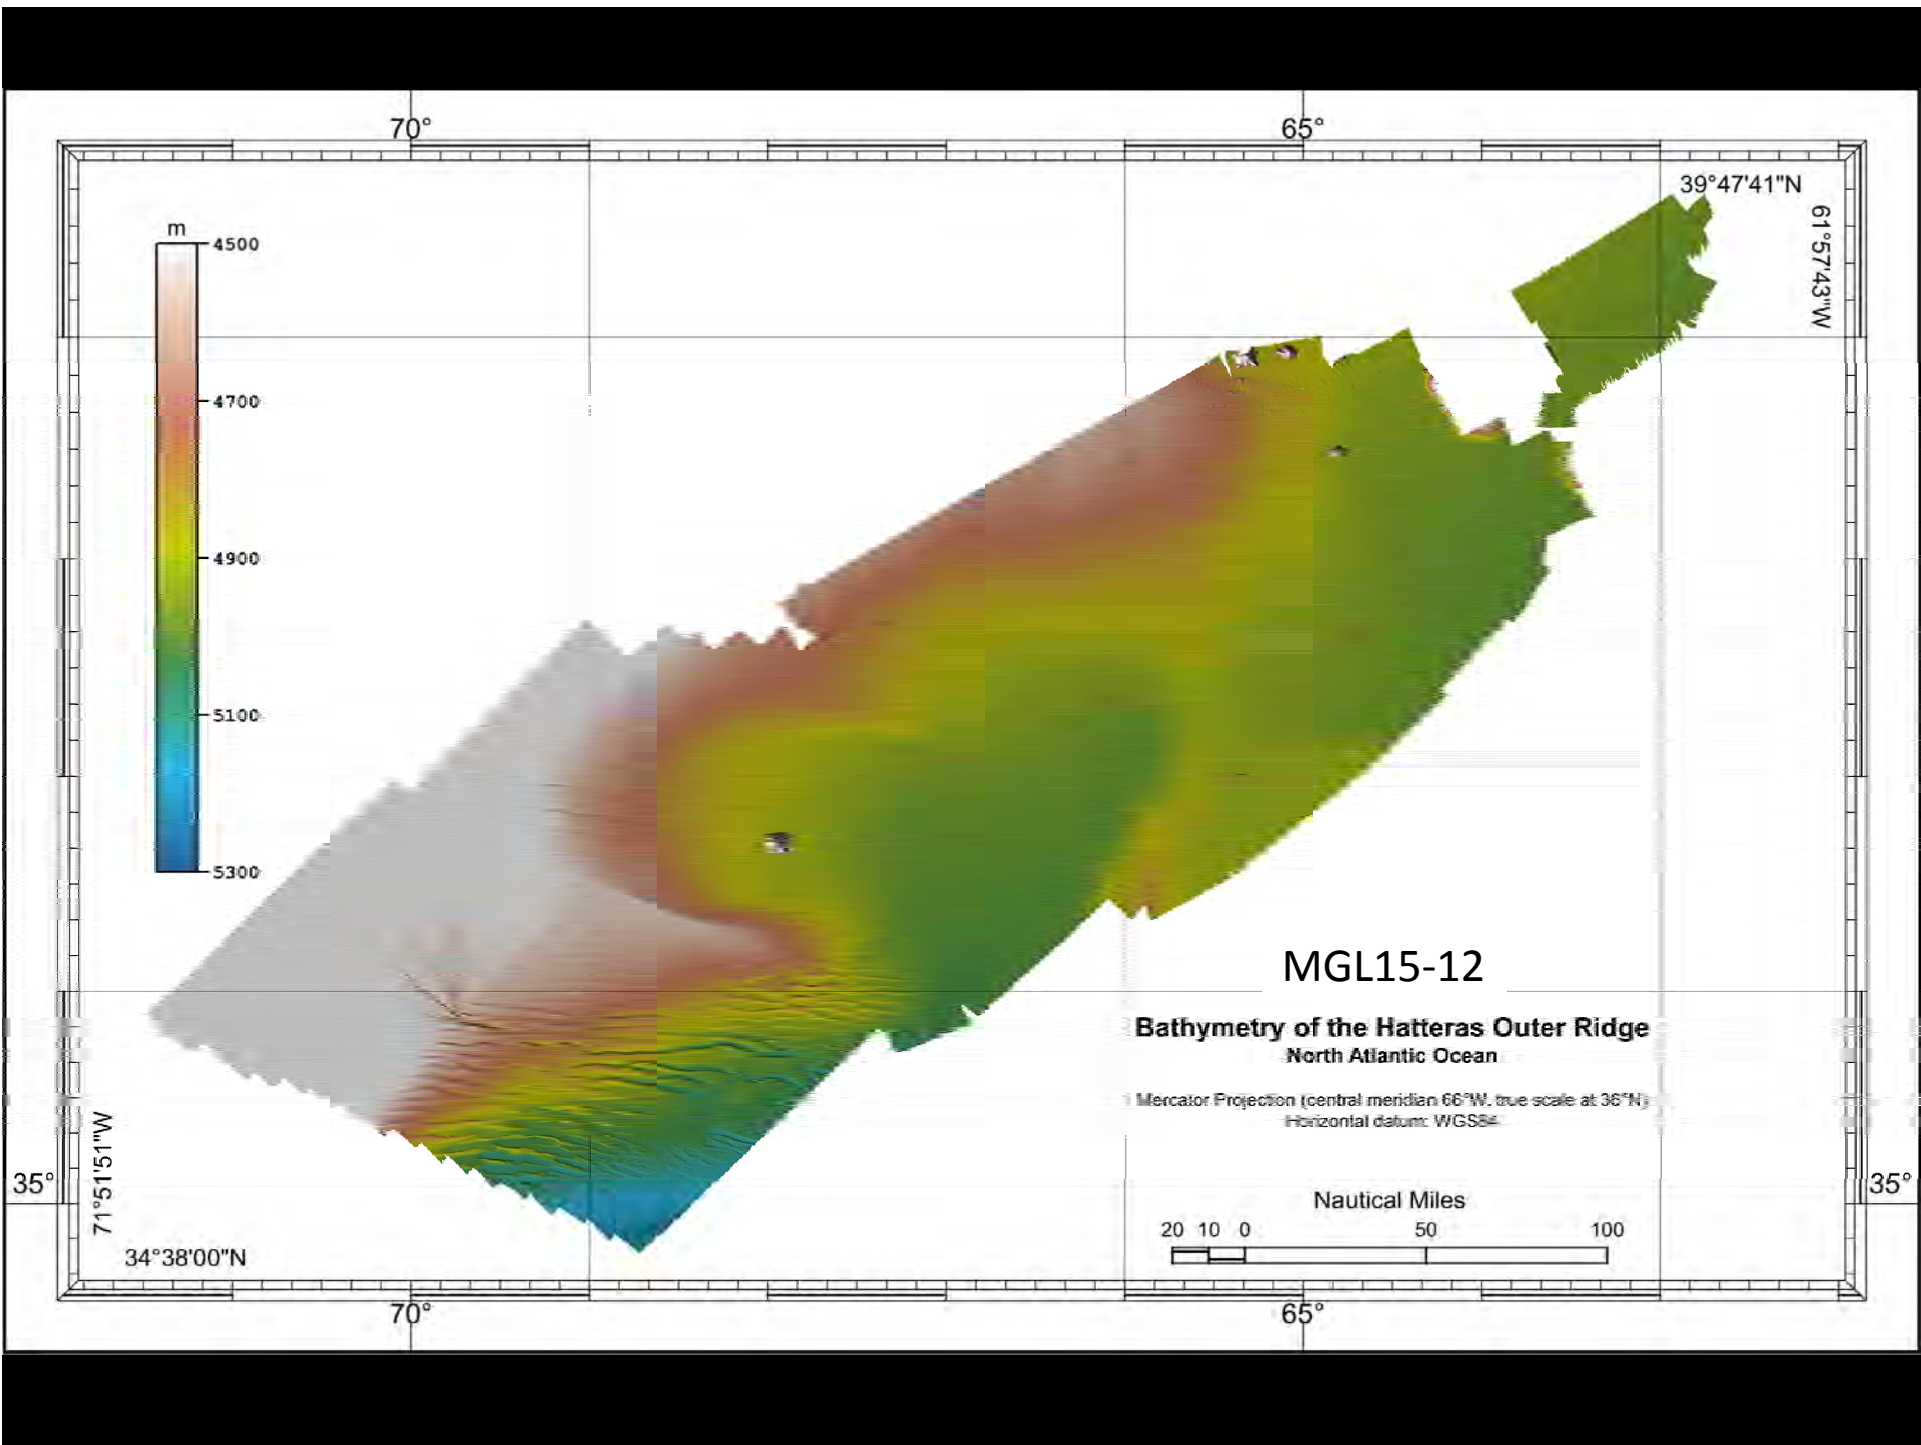 70° 65°
39°47'41"N
61°57'43"W
m
4500
4700
4900
5100
5300
MGL15-12
Bathymetry of the Hatteras Outer Ridge
North Atlantic Ocean
Mercator Projection (central meridian 66°W, true scale at 36°N)
Horizontal datum: WGS84
35° 35°
71°51'51"W
Nautical Miles
20 10 0 50 100
34°38'00"N
70° 65°